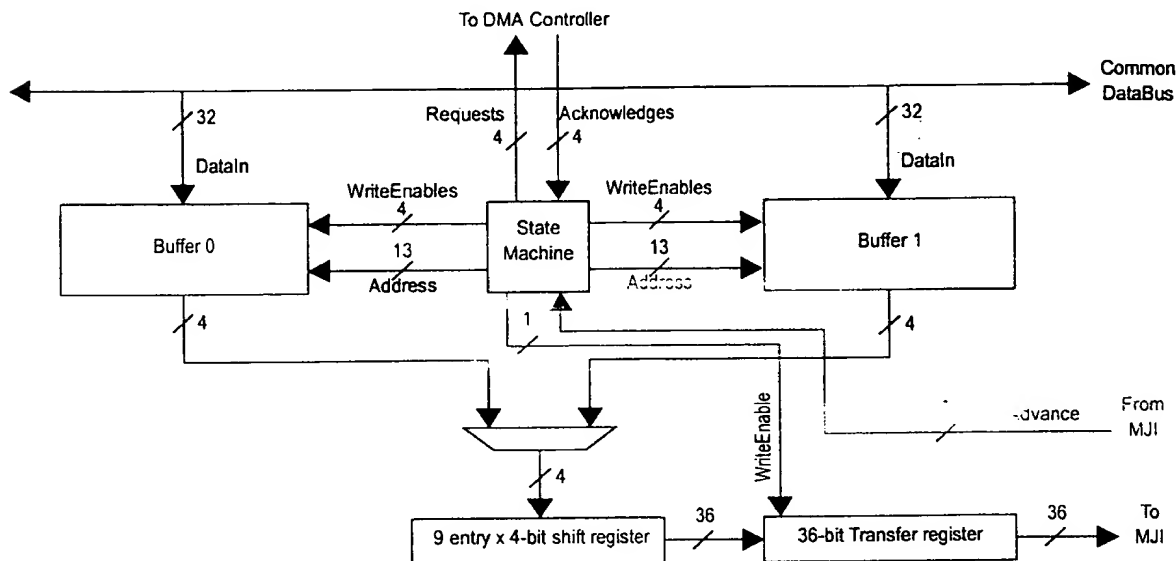 To DMA Controller
Common
DataBus
32
Requests
4
Acknowledges
4
32
DataIn
DataIn
WriteEnables
4
WriteEnables
4
Buffer 0
State
Machine
Buffer 1
13
Address
13
Address
4
1
4
WriteEnable
-dvance
From
MJI
4
9 entry x 4-bit shift register
36
36-bit Transfer register
36
To
MJI